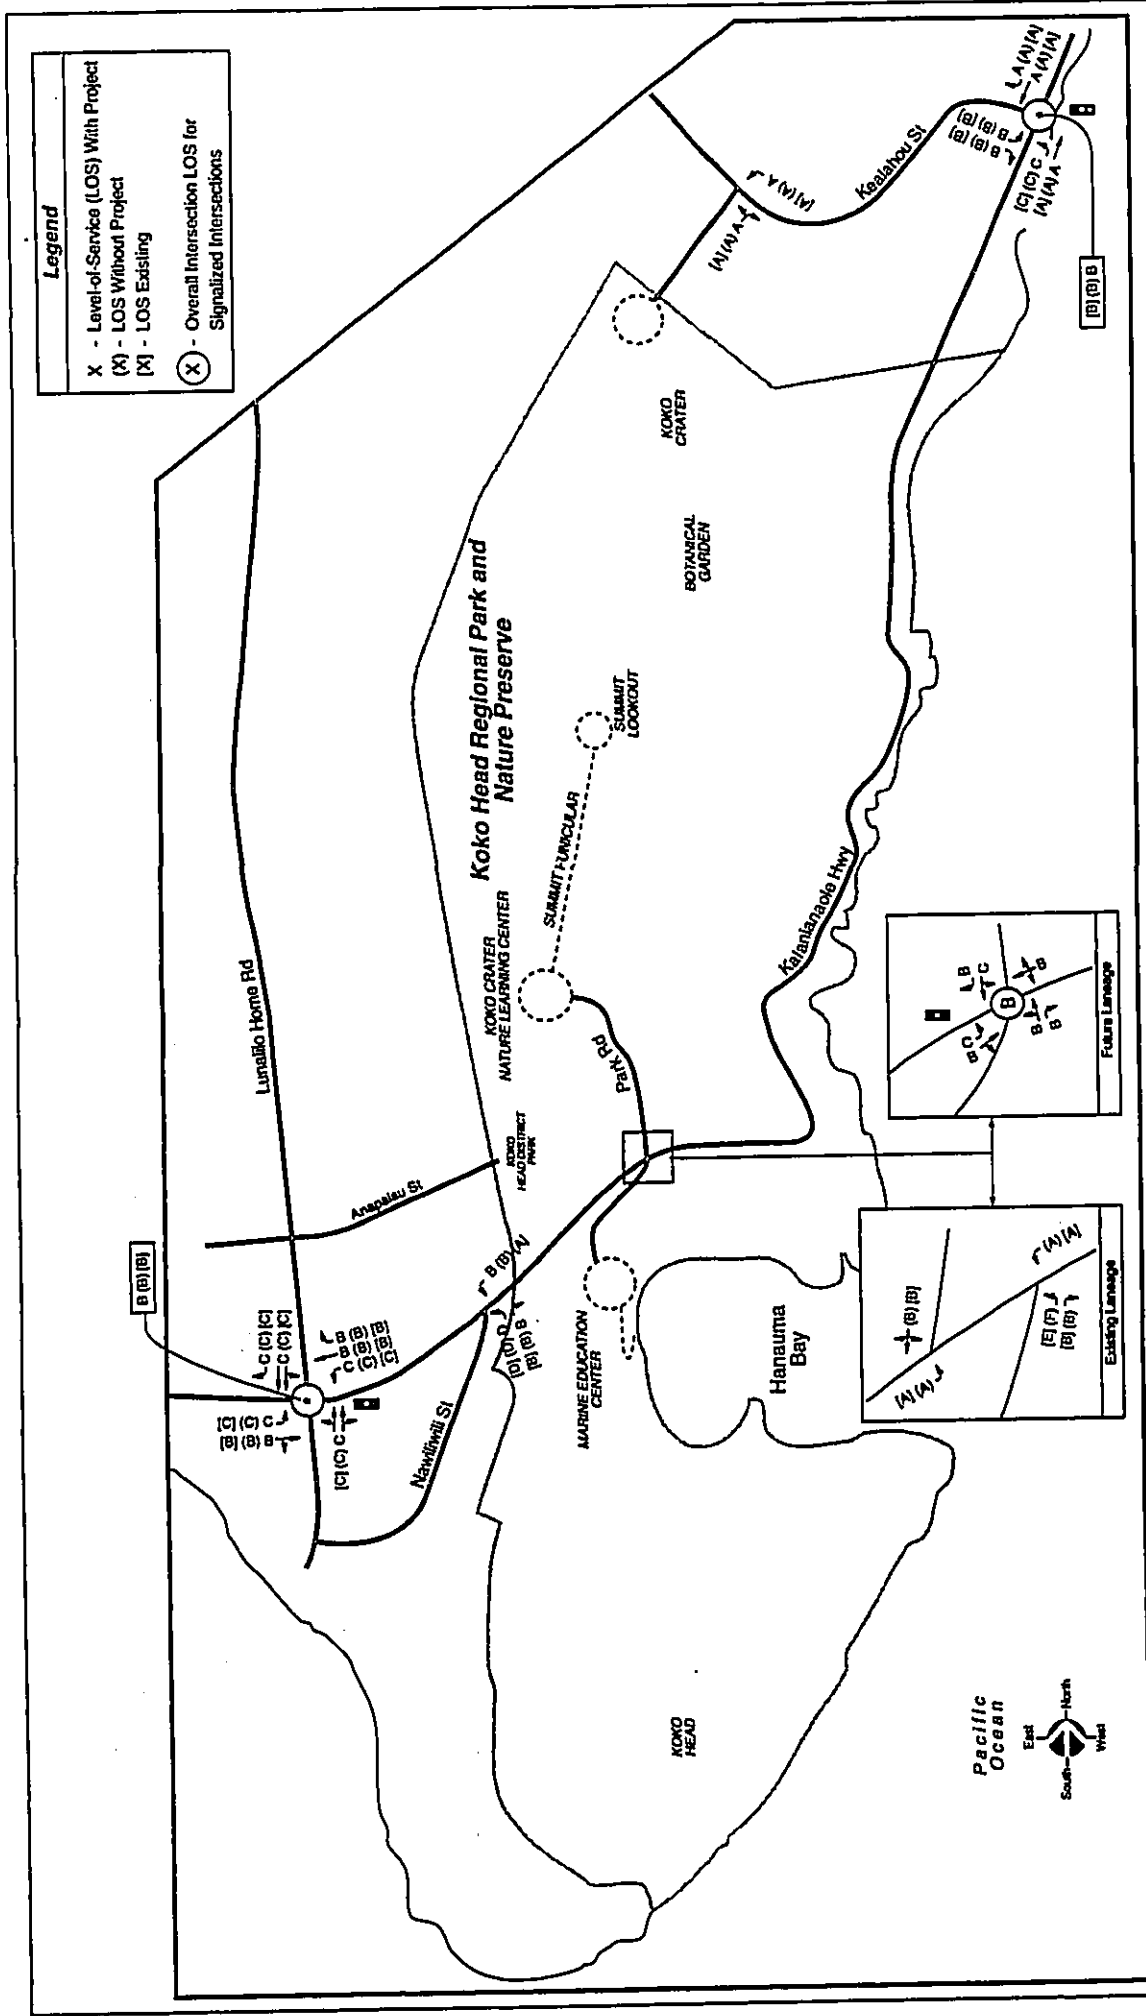 Legend
X - Level-of-Service (LOS) With Project
(X) - LOS Without Project
[X] - LOS Existing
X - Overall Intersection LOS for
Signalized Intersections
B (B) [B]
[C] (C) C
[B] (B) B
C (C) [C]
C (C) [C]
[C] (C) C
B (B) [B]
B (B) [B]
C (C) [C]
Lunalilo Home Rd
Anapalau St
Nawiliwili St
B (B) (A)
[D] (D) D
[B] (B) B
KOKO
HEAD DISTRICT
PARK
KOKO CRATER
NATURE LEARNING CENTER
Koko Head Regional Park and
Nature Preserve
SUMMIT FUNICULAR
SUMMIT
LOOKOUT
Park Rd
BOTANICAL
GARDEN
KOKO
CRATER
[A] (A) A
A (A) [A]
Kealahou St
B (B) [B]
B (B) [B]
A (A) [A]
A (A) [A]
[C] (C) C
[A] (A) A
[B] (B) B
Kalanianaole Hwy
MARINE EDUCATION
CENTER
Hanauma
Bay
KOKO
HEAD
Pacific
Ocean
East
South
North
West
(B) [B]
[A] (A)
(A) [A]
[E] (F)
[B] (B)
Existing Laneage
B
C
C
B
B
B
B
B
Future Laneage